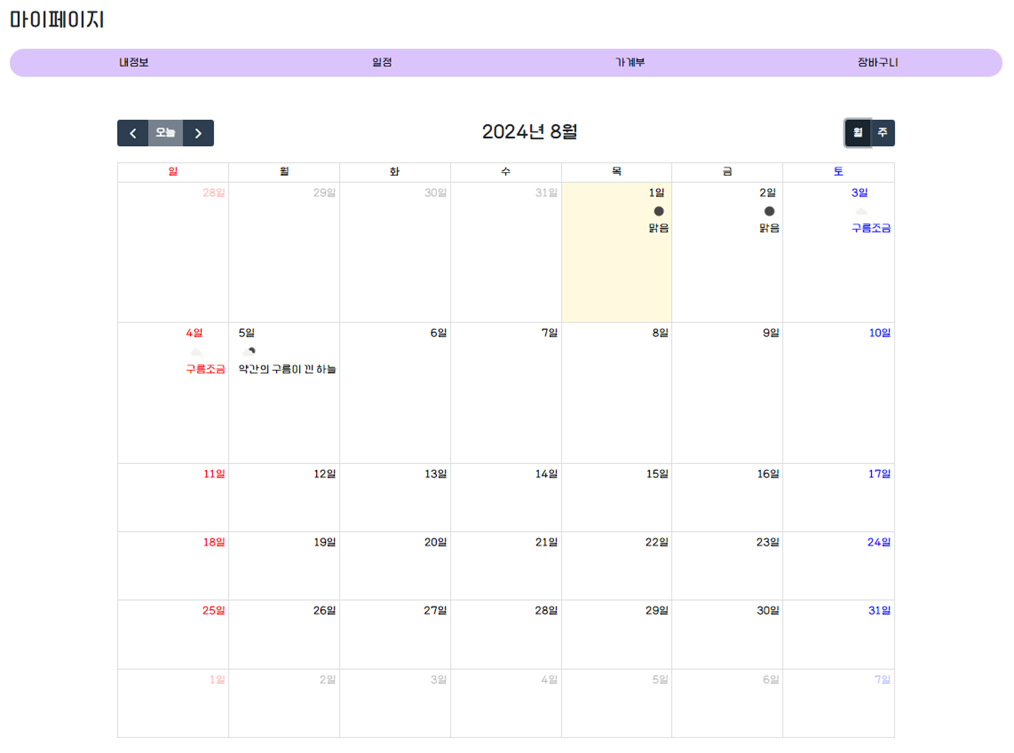 마이페이지
내정보 일정 가계부 장바구니
오늘 2024년 8월 월 주
일 월 화 수 목 금 토
28일 29일 30일 31일 1일 2일 3일
맑음 맑음 구름조금
4일 5일 6일 7일 8일 9일 10일
구름조금 약간의 구름이 낀 하늘
11일 12일 13일 14일 15일 16일 17일
18일 19일 20일 21일 22일 23일 24일
25일 26일 27일 28일 29일 30일 31일
1일 2일 3일 4일 5일 6일 7일